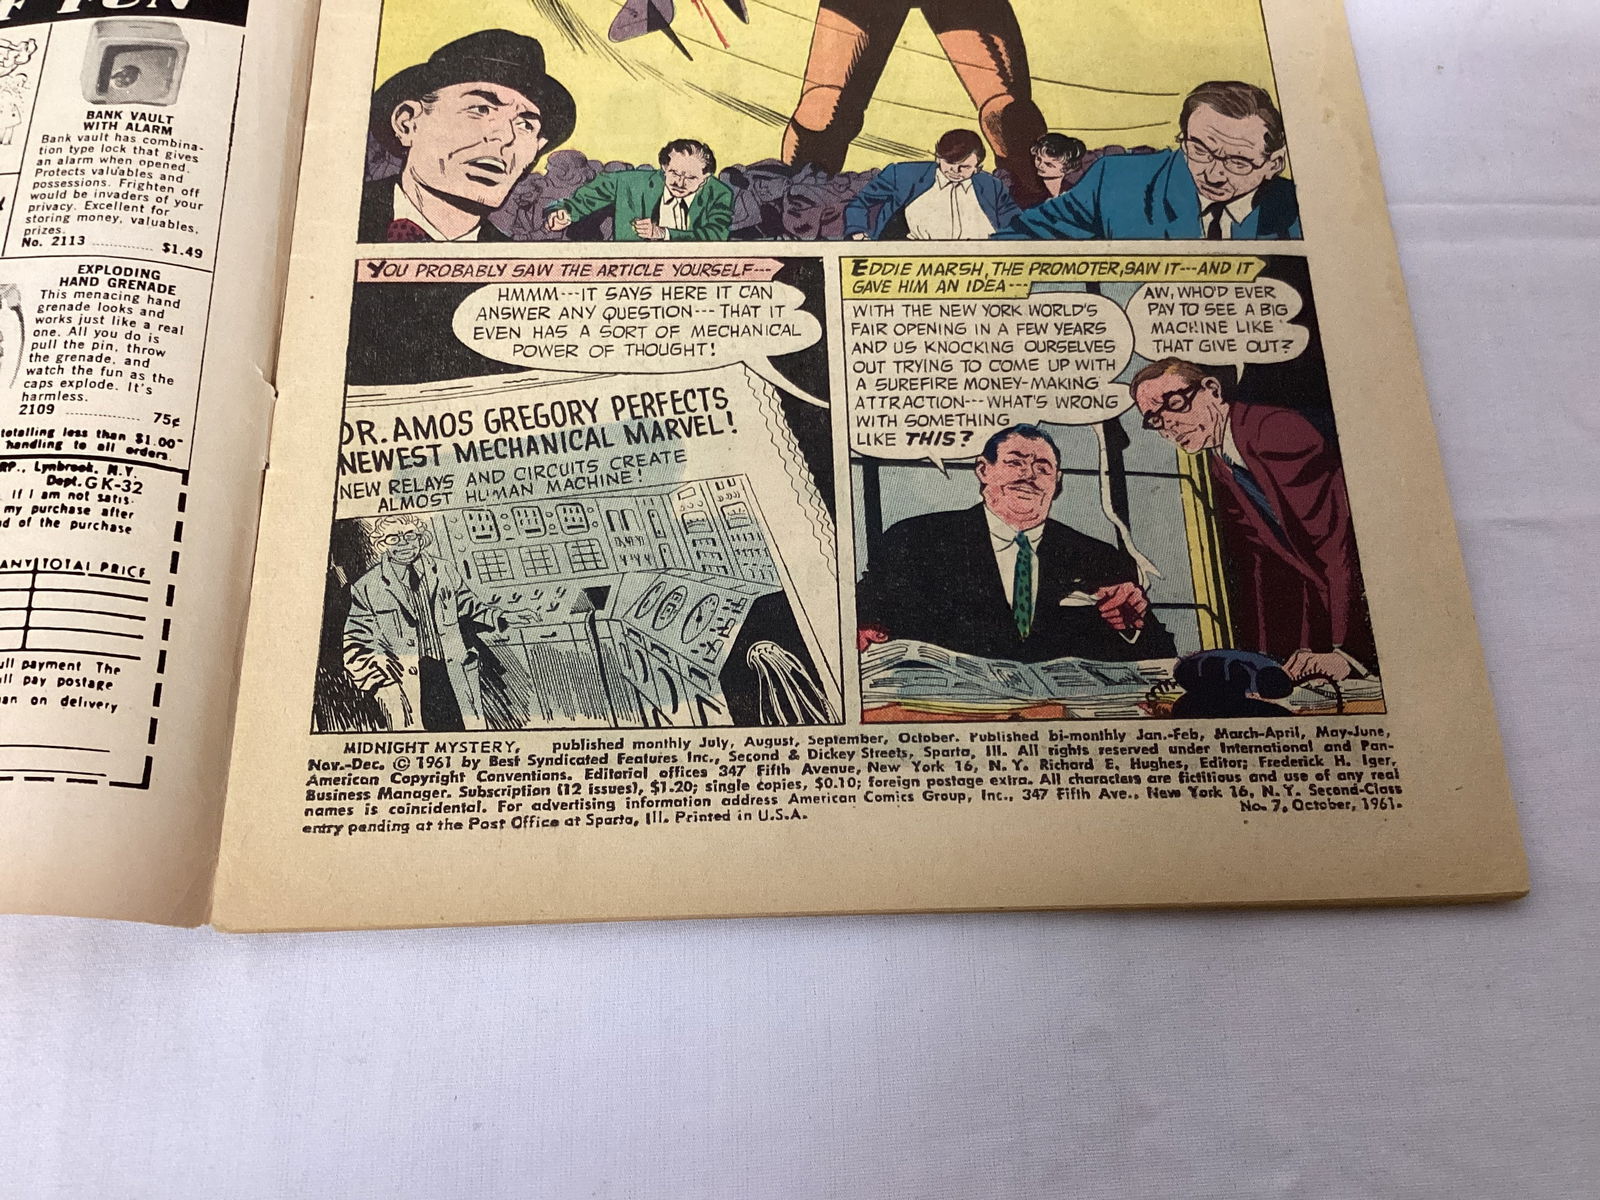 F FUN
BANK VAULT
WITH ALARM
Bank vault has combina-
tion type lock that gives
an alarm when opened.
Protects valuables and
possessions. Frighten off
would be invaders of your
privacy. Excellent for
storing money, valuables,
prizes.
No. 2113 ............ $1.49
EXPLODING
HAND GRENADE
This menacing hand
grenade looks and
works just like a real
one. All you do is
pull the pin, throw
the grenade, and
watch the fun as the
caps explode. It's
harmless.
2109 ............ 75¢
totalling less than $1.00
handling to all orders.
RP., Lynbrook, N.Y.
Dept. GK-32
If I am not satis-
my purchase after
d of the purchase
TOTAL PRICE
ull payment The
ill pay postage
an on delivery
YOU PROBABLY SAW THE ARTICLE YOURSELF---
HMMM---IT SAYS HERE IT CAN
ANSWER ANY QUESTION---THAT IT
EVEN HAS A SORT OF MECHANICAL
POWER OF THOUGHT!
DR. AMOS GREGORY PERFECTS
NEWEST MECHANICAL MARVEL!
NEW RELAYS AND CIRCUITS CREATE
ALMOST HUMAN MACHINE!
EDDIE MARSH, THE PROMOTER, SAW IT---AND IT
GAVE HIM AN IDEA---
WITH THE NEW YORK WORLD'S
FAIR OPENING IN A FEW YEARS
AND US KNOCKING OURSELVES
OUT TRYING TO COME UP WITH
A SUREFIRE MONEY-MAKING
ATTRACTION---WHAT'S WRONG
WITH SOMETHING
LIKE THIS?
AW, WHO'D EVER
PAY TO SEE A BIG
MACHINE LIKE
THAT GIVE OUT?
MIDNIGHT MYSTERY, published monthly July, August, September, October. Published bi-monthly Jan.-Feb, March-April, May-June,
Nov.-Dec. © 1961 by Best Syndicated Features Inc., Second & Dickey Streets, Sparta, Ill. All rights reserved under International and Pan-
American Copyright Conventions. Editorial offices 347 Fifth Avenue, New York 16, N.Y. Richard E. Hughes, Editor; Frederick H. Iger,
Business Manager. Subscription (12 issues), $1.20; single copies, $0.10; foreign postage extra. All characters are fictitious and use of any real
names is coincidental. For advertising information address American Comics Group, Inc., 347 Fifth Ave., New York 16, N.Y. Second-Class
entry pending at the Post Office at Sparta, Ill. Printed in U.S.A. No. 7, October, 1961.